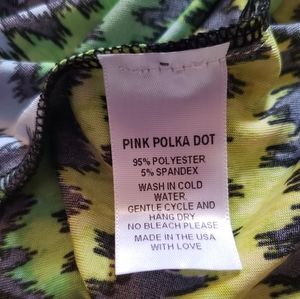 PINK POLKA DOT
95% POLYESTER
5% SPANDEX
WASH IN COLD
WATER,
GENTLE CYCLE AND
HANG DRY
NO BLEACH PLEASE
MADE IN THE USA
WITH LOVE